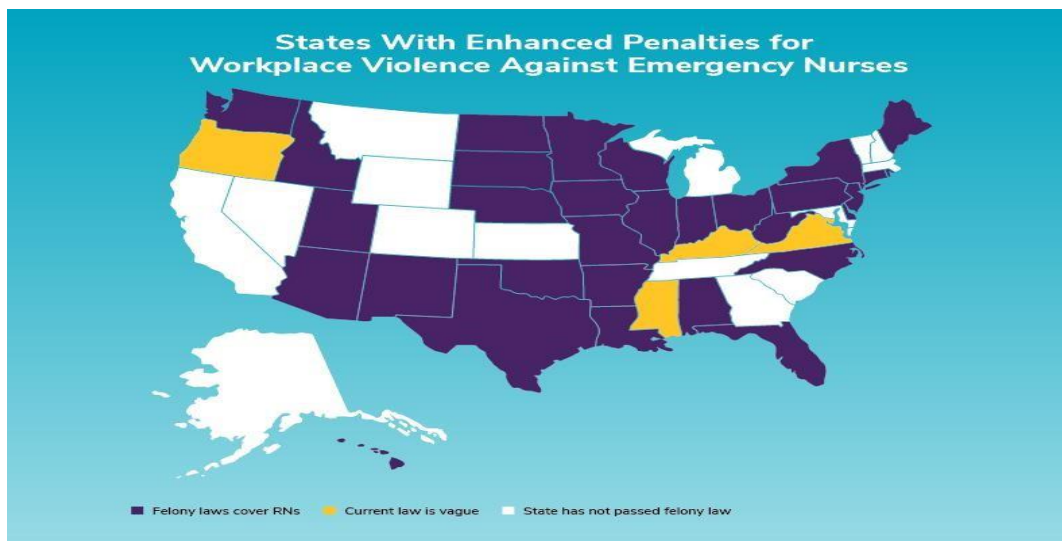 States With Enhanced Penalties for
Workplace Violence Against Emergency Nurses
Felony laws cover RNs Current law is vague State has not passed felony law